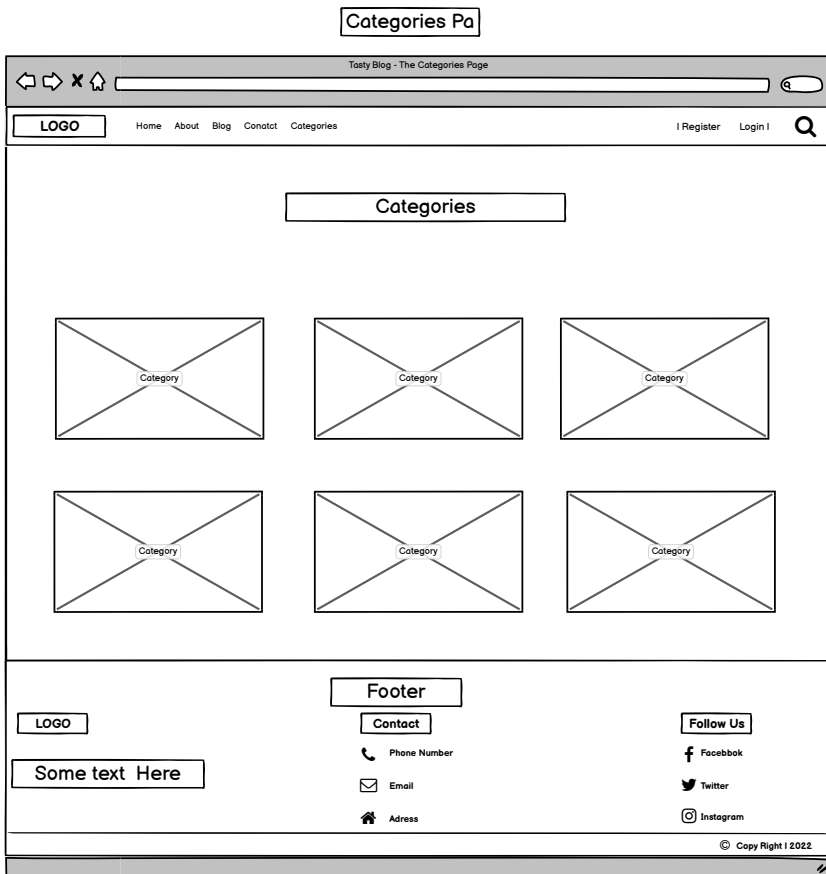 Categories Pa
Tasty Blog - The Categories Page
LOGO Home About Blog Conatct Categories I Register Login I
Categories
Category Category Category
Category Category Category
Footer
LOGO Contact Follow Us
Phone Number Facebbok
Some text Here
Email Twitter
Adress Instagram
© Copy Right I 2022